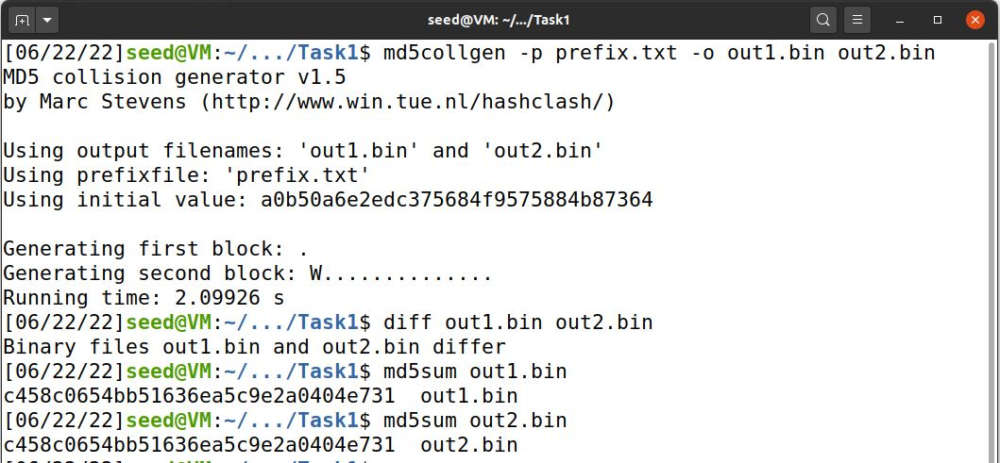 seed@VM: ~/.../Task1
[06/22/22]seed@VM:~/.../Task1$ md5collgen -p prefix.txt -o out1.bin out2.bin
MD5 collision generator v1.5
by Marc Stevens (http://www.win.tue.nl/hashclash/)
Using output filenames: 'out1.bin' and 'out2.bin'
Using prefixfile: 'prefix.txt'
Using initial value: a0b50a6e2edc375684f9575884b87364
Generating first block: .
Generating second block: W..............
Running time: 2.09926 s
[06/22/22]seed@VM:~/.../Task1$ diff out1.bin out2.bin
Binary files out1.bin and out2.bin differ
[06/22/22]seed@VM:~/.../Task1$ md5sum out1.bin
c458c0654bb51636ea5c9e2a0404e731  out1.bin
[06/22/22]seed@VM:~/.../Task1$ md5sum out2.bin
c458c0654bb51636ea5c9e2a0404e731  out2.bin